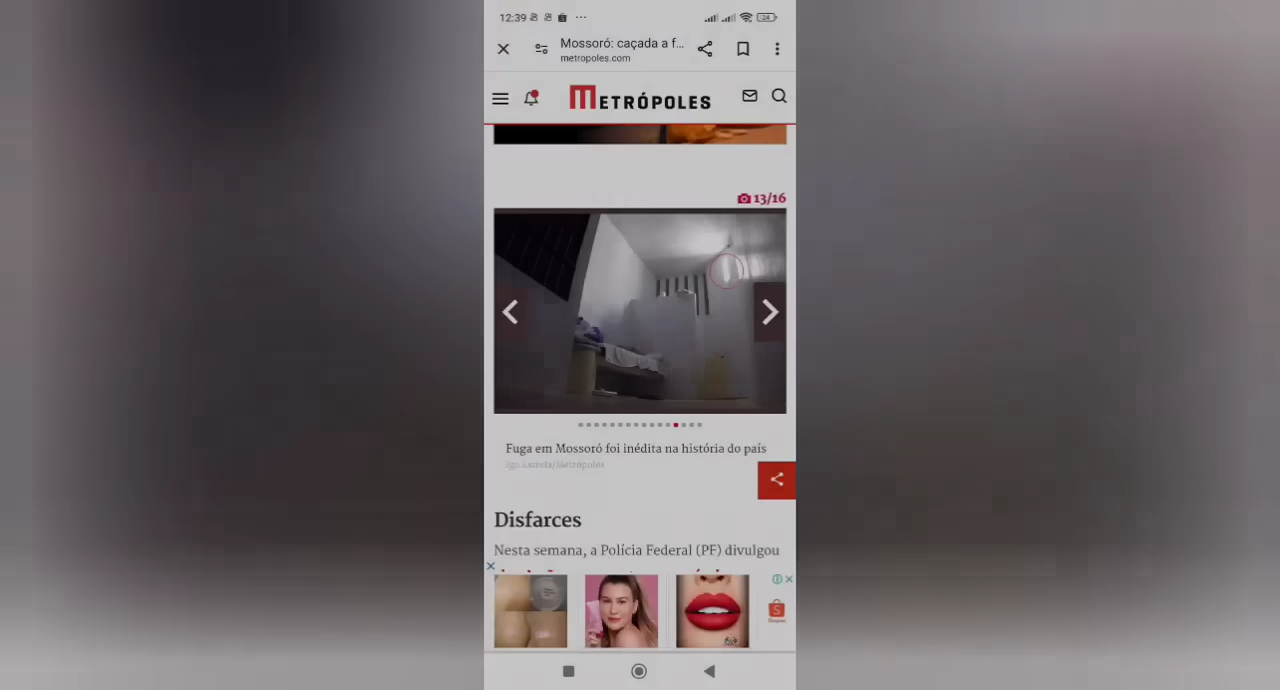 12:39
24
Mossoró: caçada a f...
metropoles.com
METRÓPOLES
13/16
Fuga em Mossoró foi inédita na história do país
Disfarces
Nesta semana, a Polícia Federal (PF) divulgou